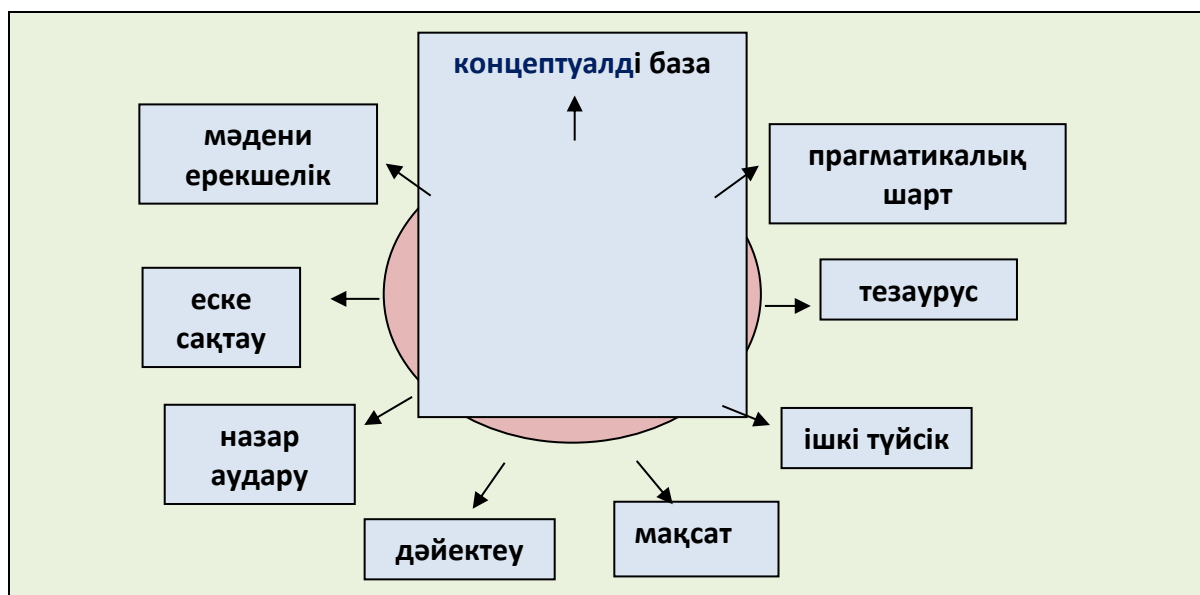 концептуалді база
мәдени
ерекшелік
прагматикалық
шарт
еске
сақтау
тезаурус
назар
аудару
ішкі түйсік
дәйектеу
мақсат